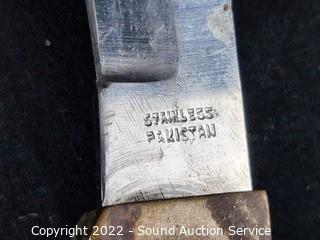 STAINLESS
PAKISTAN
Copyright 2022 - Sound Auction Service